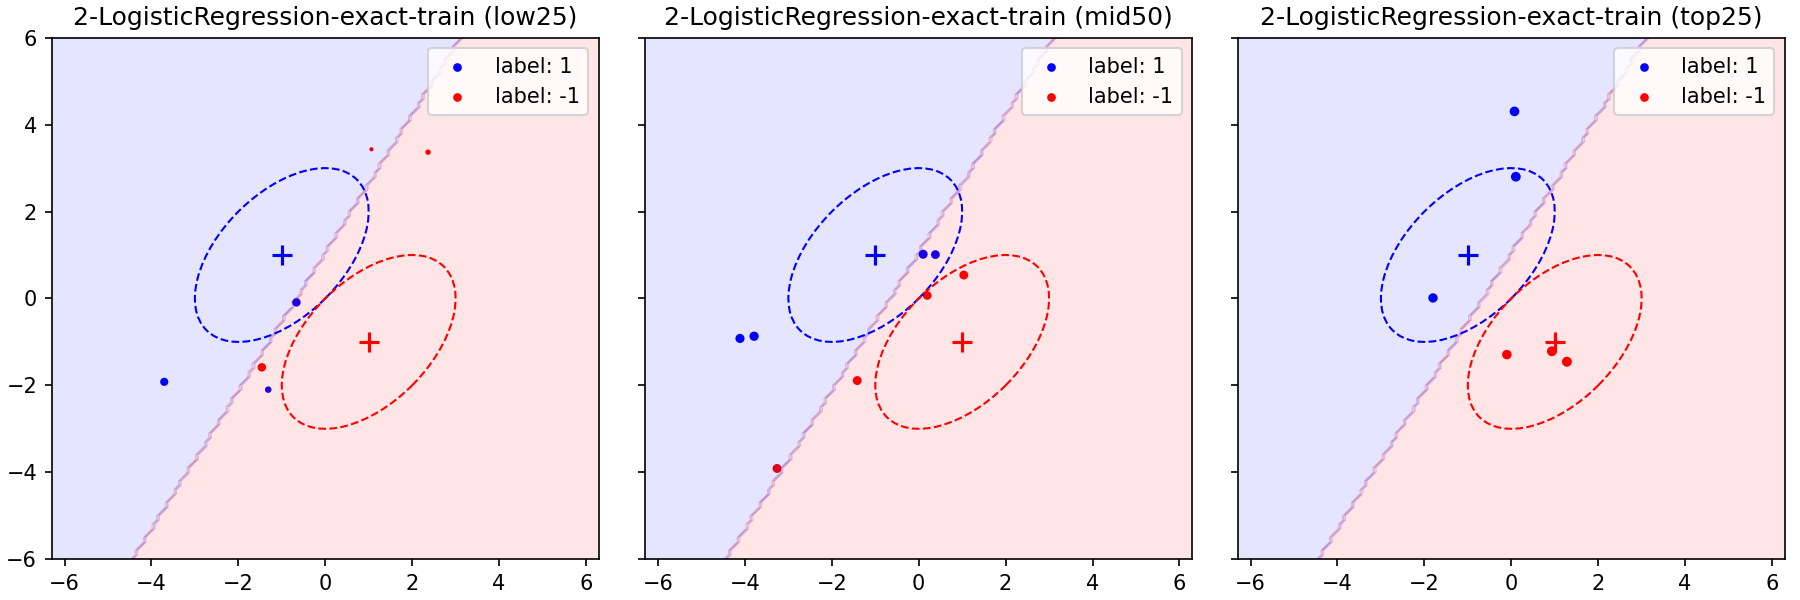 2-LogisticRegression-exact-train (low25)
2-LogisticRegression-exact-train (mid50)
2-LogisticRegression-exact-train (top25)
label: 1
label: -1
label: 1
label: -1
label: 1
label: -1
6
4
2
0
−2
−4
−6
−6 −4 −2 0 2 4 6
−6 −4 −2 0 2 4 6
−6 −4 −2 0 2 4 6